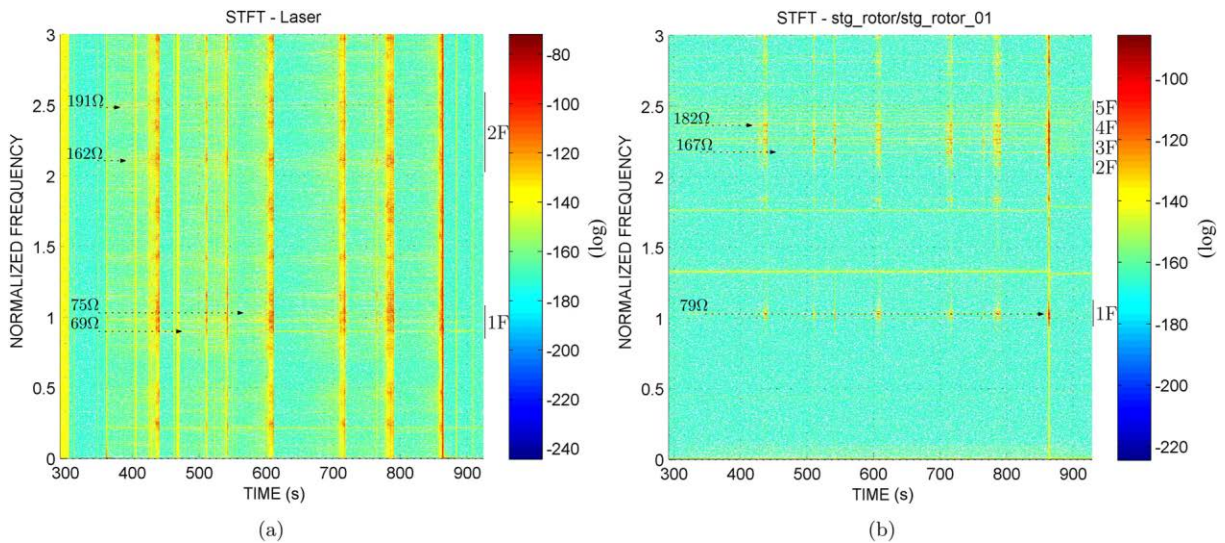 STFT - Laser
3
2.5
2
1.5
1
0.5
0
NORMALIZED FREQUENCY
191Ω
162Ω
75Ω
69Ω
2F
1F
290
400
500
600
700
800
900
TIME (s)
-80
-100
-120
-140
-160
-180
-200
-220
-240
(log)
(a)
STFT - stg_rotor/stg_rotor_01
3
2.5
2
1.5
1
0.5
0
NORMALIZED FREQUENCY
182Ω
167Ω
79Ω
5F
4F
3F
2F
1F
290
400
500
600
700
800
900
TIME (s)
-100
-120
-140
-160
-180
-200
-220
(log)
(b)